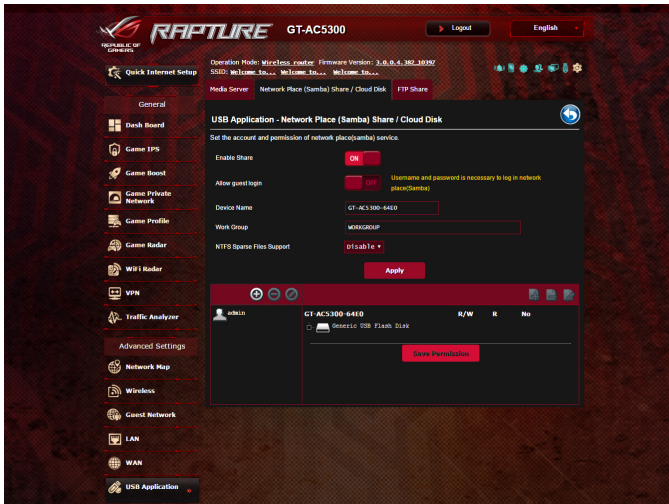 REPUBLIC OF
GAMERS
RAPTURE
GT-AC5300
Logout
English
Quick Internet Setup
Operation Mode: Wireless router Firmware Version: 3.0.0.4.382_10397
SSID: Welcome to... Welcome to... Welcome to...
Media Server
Network Place (Samba) Share / Cloud Disk
FTP Share
General
Dash Board
Game IPS
Game Boost
Game Private
Network
Game Profile
Game Radar
WiFi Radar
VPN
Traffic Analyzer
Advanced Settings
Network Map
Wireless
Guest Network
LAN
WAN
USB Application
USB Application - Network Place (Samba) Share / Cloud Disk
Set the account and permission of network place(samba) service.
Enable Share
ON
Allow guest login
OFF
Username and password is necessary to log in network
place(Samba)
Device Name
GT-AC5300-64E0
Work Group
WORKGROUP
NTFS Sparse Files Support
Disable
Apply
admin
GT-AC5300-64E0
R/W
R
No
Generic USB Flash Disk
Save Permission